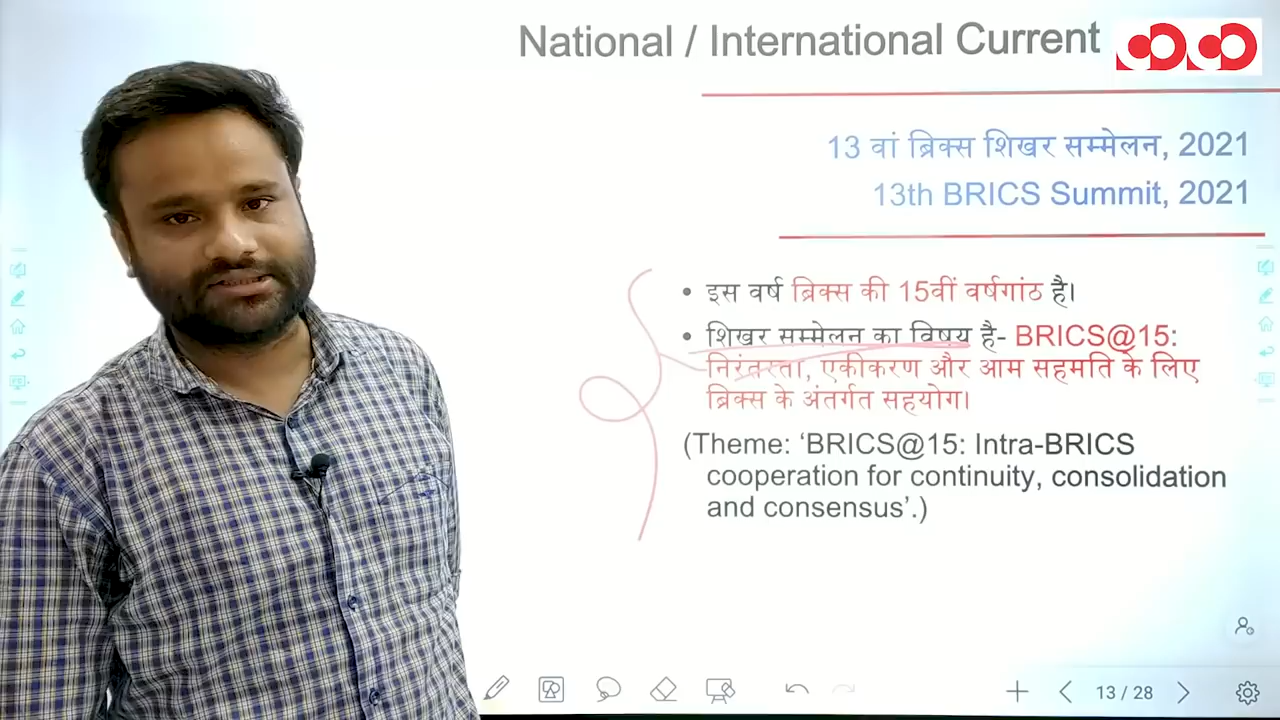 National / International Current
13 वां ब्रिक्स शिखर सम्मेलन, 2021
13th BRICS Summit, 2021
• इस वर्ष ब्रिक्स की 15वीं वर्षगांठ है।
• शिखर सम्मेलन का विषय है- BRICS@15:
निरंतरता, एकीकरण और आम सहमति के लिए
ब्रिक्स के अंतर्गत सहयोग।
(Theme: ‘BRICS@15: Intra-BRICS
cooperation for continuity, consolidation
and consensus’.)
13 / 28